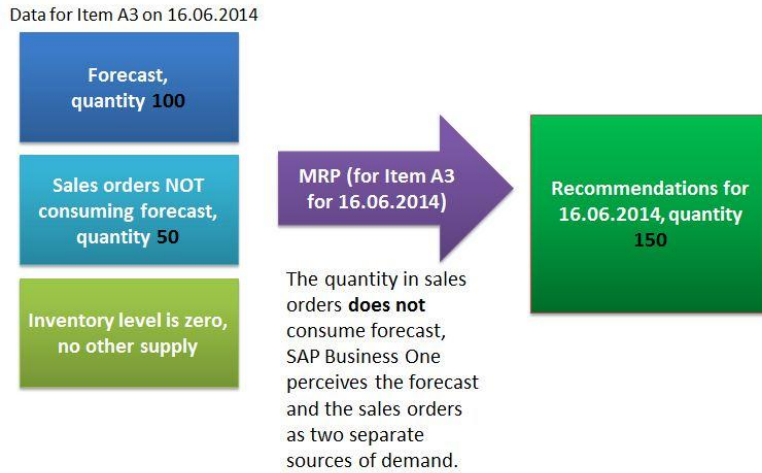 Data for Item A3 on 16.06.2014
Forecast,
quantity 100
Sales orders NOT
consuming forecast,
quantity 50
Inventory level is zero,
no other supply
MRP (for Item A3
for 16.06.2014)
The quantity in sales
orders does not
consume forecast,
SAP Business One
perceives the forecast
and the sales orders
as two separate
sources of demand.
Recommendations for
16.06.2014, quantity
150